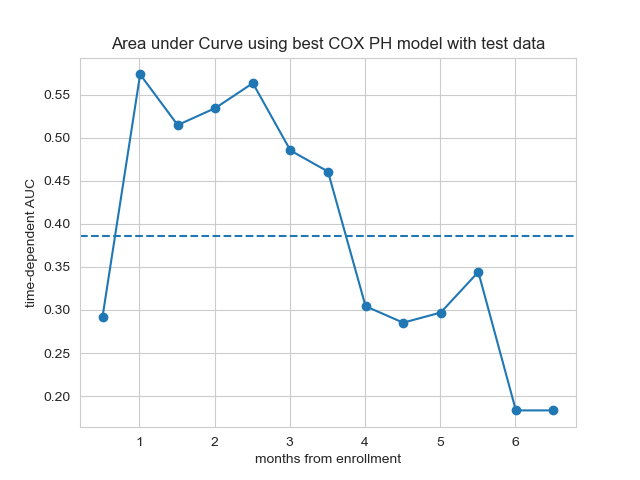 Area under Curve using best COX PH model with test data
time-dependent AUC
0.55
0.50
0.45
0.40
0.35
0.30
0.25
0.20
1 2 3 4 5 6
months from enrollment